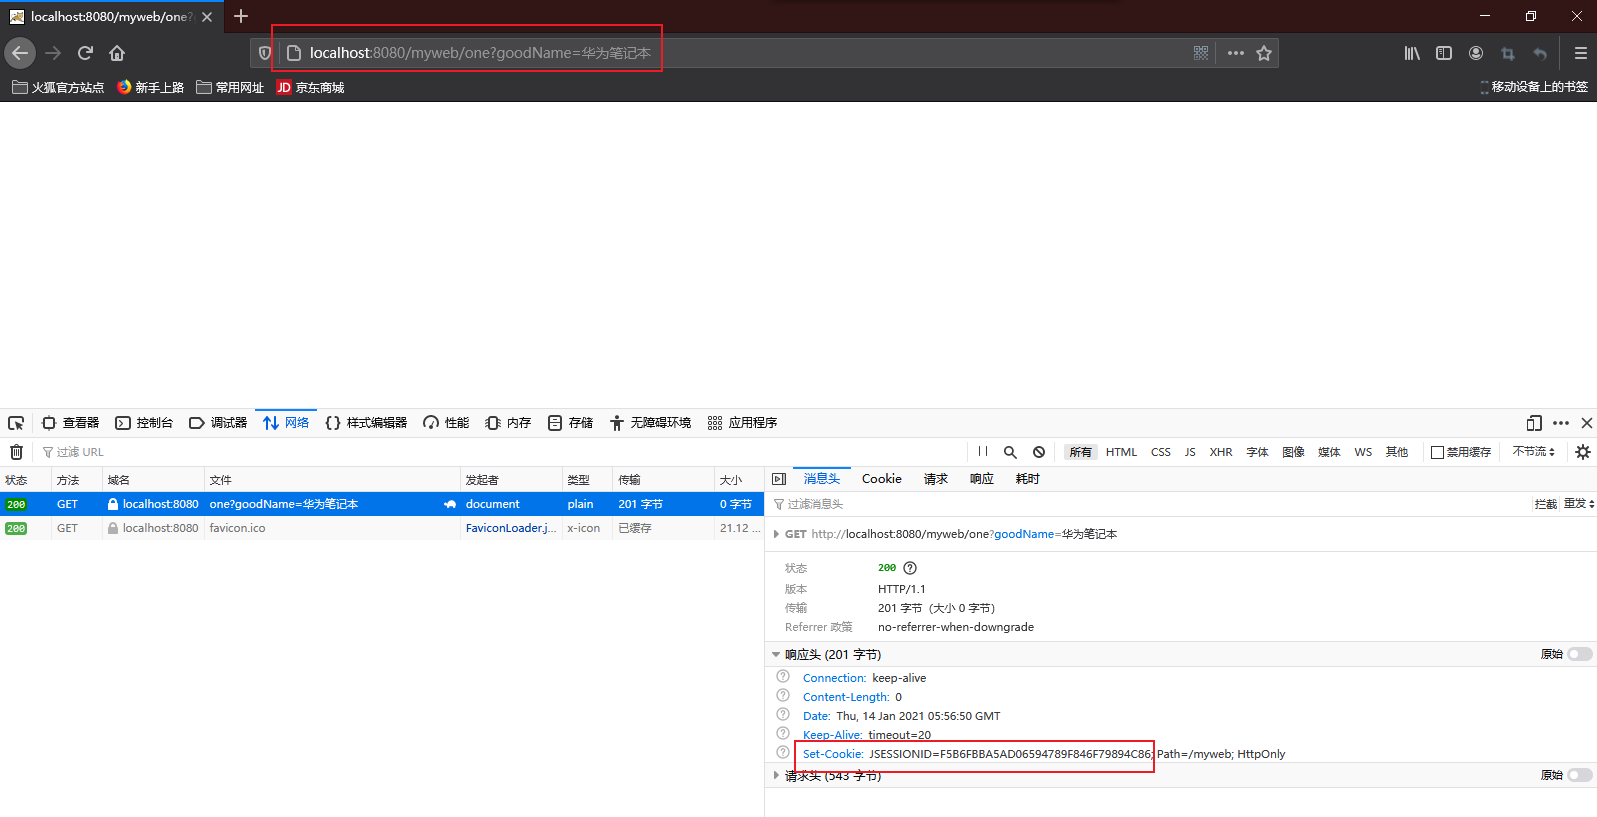 localhost:8080/myweb/one?
localhost:8080/myweb/one?goodName=华为笔记本
火狐官方站点 新手上路 常用网址 JD 京东商城 移动设备上的书签
查看器 控制台 调试器 网络 样式编辑器 性能 内存 存储 无障碍环境 应用程序
过滤 URL 所有 HTML CSS JS XHR 字体 图像 媒体 WS 其他 禁用缓存 不节流
状态 方法 域名 文件 发起者 类型 传输 大小 消息头 Cookie 请求 响应 耗时
200 GET localhost:8080 one?goodName=华为笔记本 document plain 201 字节 0 字节
200 GET localhost:8080 favicon.ico FaviconLoader.j... x-icon 已缓存 21.12 ...
过滤消息头 拦截 重发
GET http://localhost:8080/myweb/one?goodName=华为笔记本
状态 200
版本 HTTP/1.1
传输 201 字节 (大小 0 字节)
Referrer 政策 no-referrer-when-downgrade
响应头 (201 字节) 原始
Connection: keep-alive
Content-Length: 0
Date: Thu, 14 Jan 2021 05:56:50 GMT
Keep-Alive: timeout=20
Set-Cookie: JSESSIONID=F5B6FBBA5AD06594789F846F79894C86; Path=/myweb; HttpOnly
请求头 (543 字节) 原始